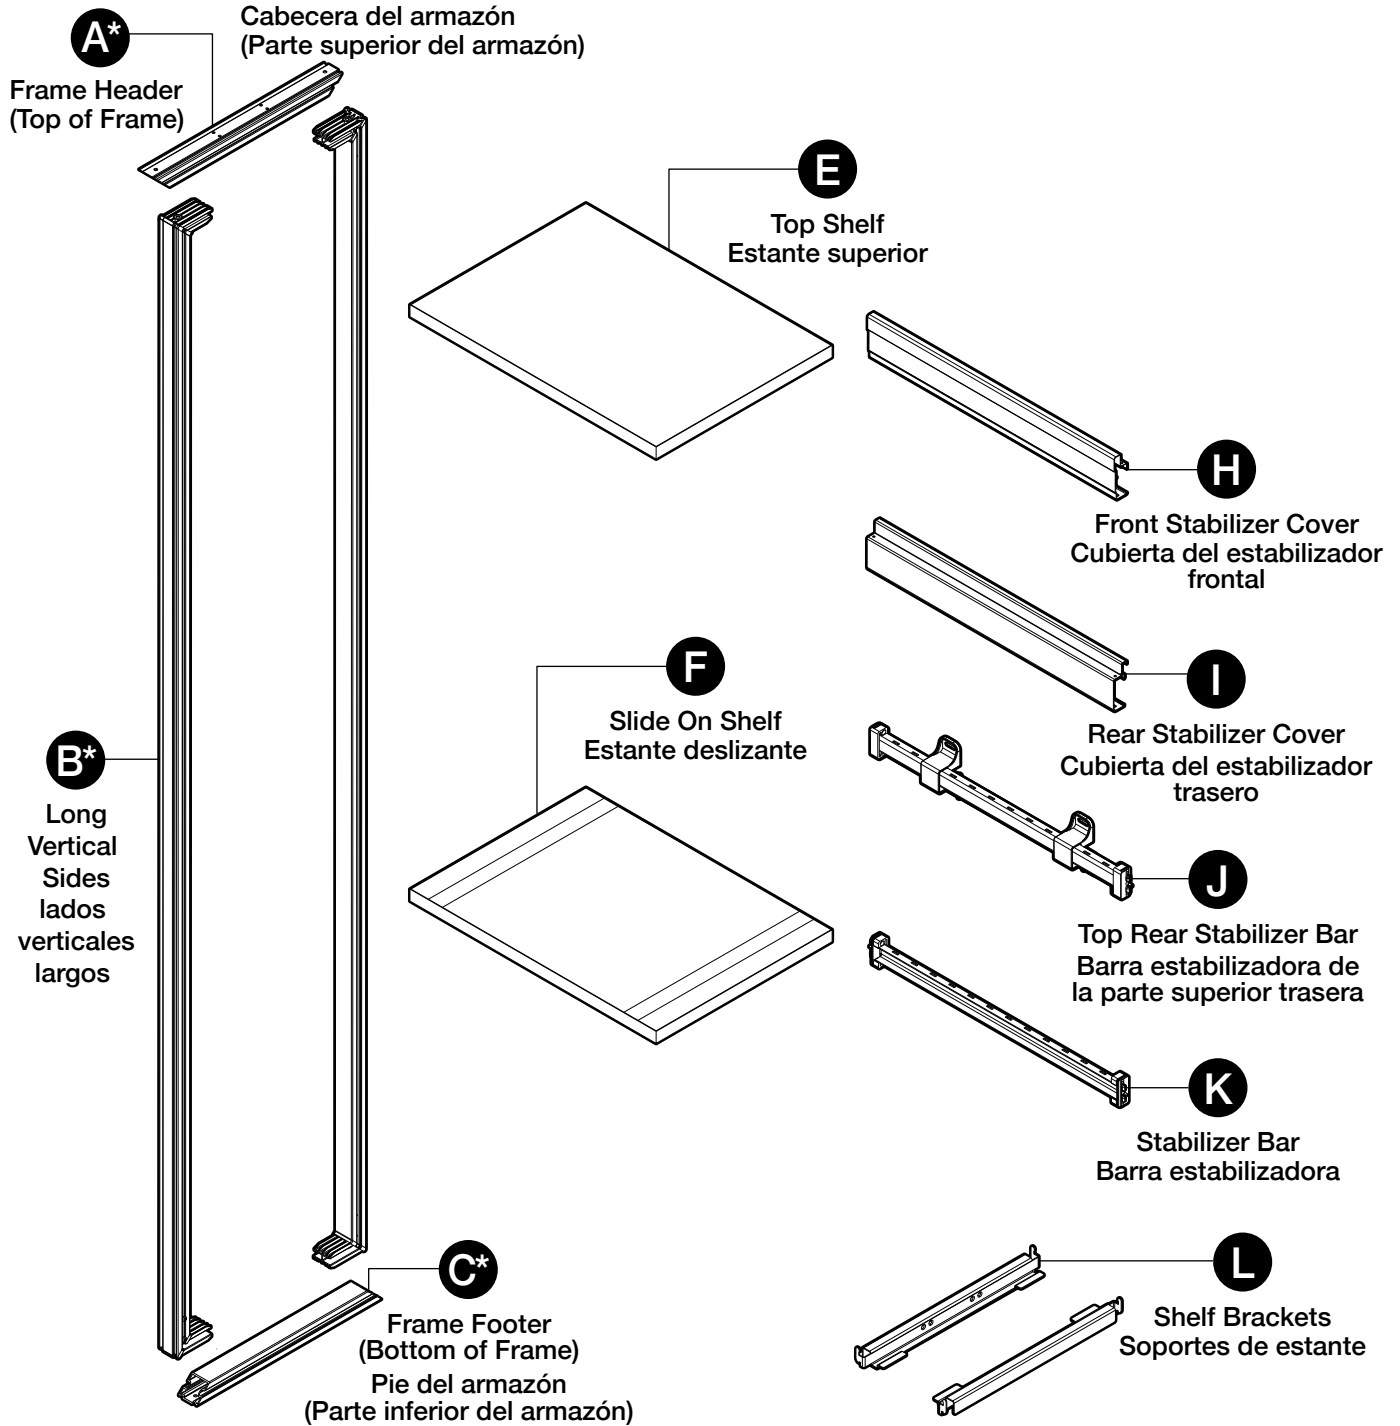 A*
Cabecera del armazón
(Parte superior del armazón)
Frame Header
(Top of Frame)
E
Top Shelf
Estante superior
H
Front Stabilizer Cover
Cubierta del estabilizador
frontal
F
Slide On Shelf
Estante deslizante
I
Rear Stabilizer Cover
Cubierta del estabilizador
trasero
B*
Long
Vertical
Sides
lados
verticales
largos
J
Top Rear Stabilizer Bar
Barra estabilizadora de
la parte superior trasera
K
Stabilizer Bar
Barra estabilizadora
C*
Frame Footer
(Bottom of Frame)
Pie del armazón
(Parte inferior del armazón)
L
Shelf Brackets
Soportes de estante